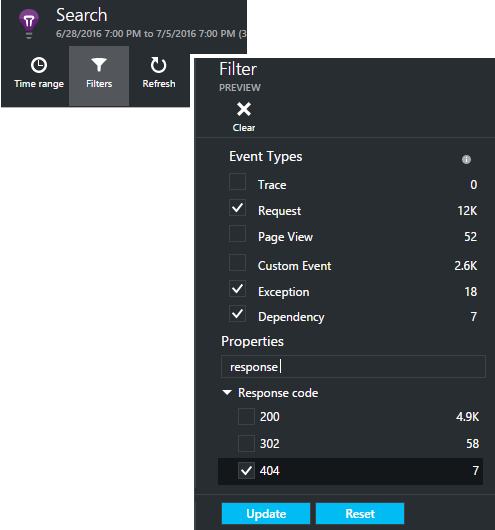 Search
6/28/2016 7:00 PM to 7/5/2016 7:00 PM (3
Time range
Filters
Refresh
Filter
PREVIEW
Clear
Event Types
Trace 0
Request 12K
Page View 52
Custom Event 2.6K
Exception 18
Dependency 7
Properties
response
Response code
200 4.9K
302 58
404 7
Update Reset